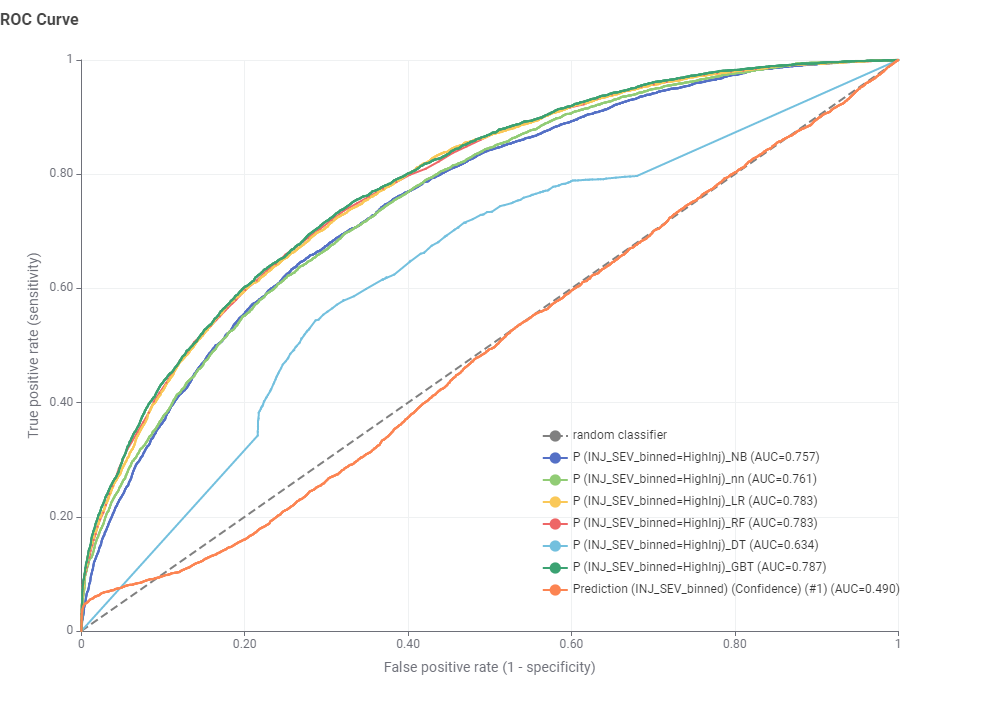 ROC Curve
1
0.80
0.60
0.40
0.20
0
True positive rate (sensitivity)
random classifier
P (INJ_SEV_binned=HighInj)_NB (AUC=0.757)
P (INJ_SEV_binned=HighInj)_nn (AUC=0.761)
P (INJ_SEV_binned=HighInj)_LR (AUC=0.783)
P (INJ_SEV_binned=HighInj)_RF (AUC=0.783)
P (INJ_SEV_binned=HighInj)_DT (AUC=0.634)
P (INJ_SEV_binned=HighInj)_GBT (AUC=0.787)
Prediction (INJ_SEV_binned) (Confidence) (#1) (AUC=0.490)
0 0.20 0.40 0.60 0.80 1
False positive rate (1 - specificity)